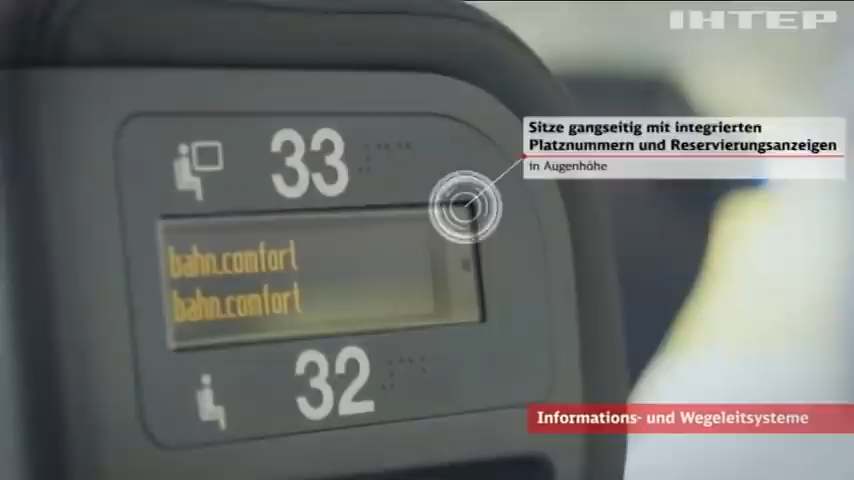 ІНТЕР
33
Sitze gangseitig mit integrierten
Platznummern und Reservierungsanzeigen
in Augenhöhe
bahn.comfort
bahn.comfort
32
Informations- und Wegeleitsysteme